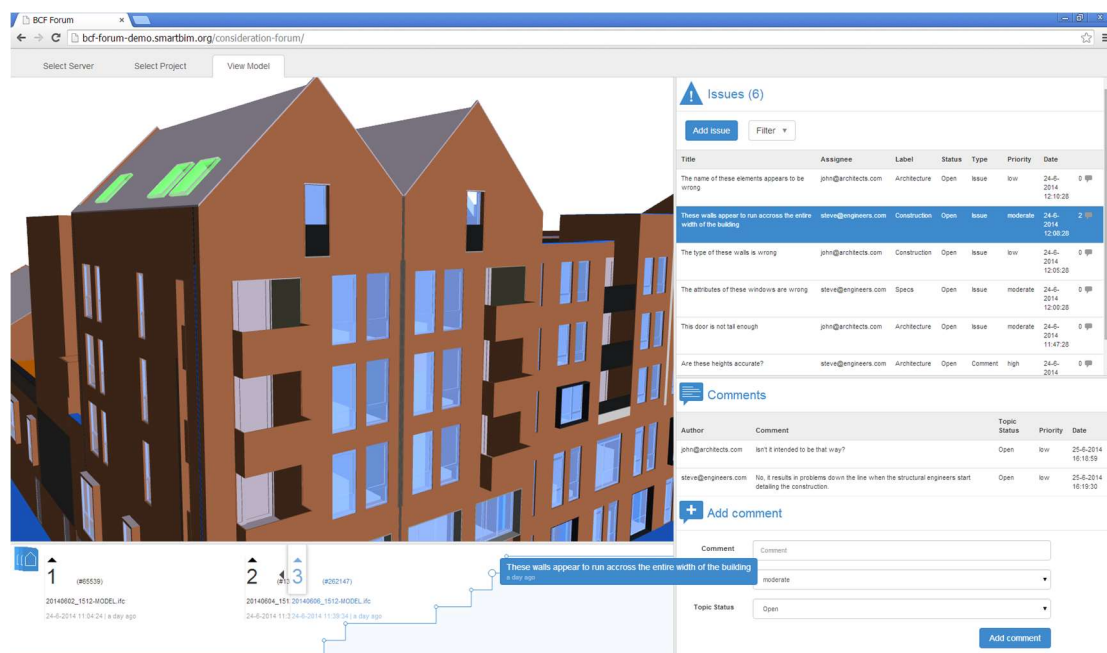 BCF Forum
bcf-forum-demo.smartbim.org/consideration-forum/
Select Server Select Project View Model
Issues (6)
Add issue Filter
Title Assignee Label Status Type Priority Date
The name of these elements appears to be john@architects.com Architecture Open Issue low 24-6- 0
wrong 2014
12:10:28
These walls appear to run accross the entire steve@engineers.com Construction Open Issue moderate 24-6- 2
width of the building 2014
12:08:28
The type of these walls is wrong john@architects.com Construction Open Issue low 24-6- 0
2014
12:05:28
The attributes of these windows are wrong steve@engineers.com Specs Open Issue moderate 24-6- 0
2014
12:00:28
This door is not tall enough john@architects.com Architecture Open Issue moderate 24-6- 0
2014
11:47:28
Are these heights accurate? steve@engineers.com Architecture Open Comment high 24-6- 0
2014
Comments
Topic
Author Comment Status Priority Date
john@architects.com Isn't it intended to be that way? Open low 25-6-2014
16:18:59
steve@engineers.com No, it results in problems down the line when the structural engineers start Open low 25-6-2014
detailing the construction. 16:19:30
Add comment
Comment Comment
moderate
Topic Status Open
Add comment
1 (#65539) 2 3 (#262147)
20140602_1512-MODEL.ifc 20140604_151 20140606_1512-MODEL.ifc
24-6-2014 11:04:24 | a day ago 24-6-2014 11:3 24-6-2014 11:39:34 | a day ago
These walls appear to run accross the entire width of the building
a day ago